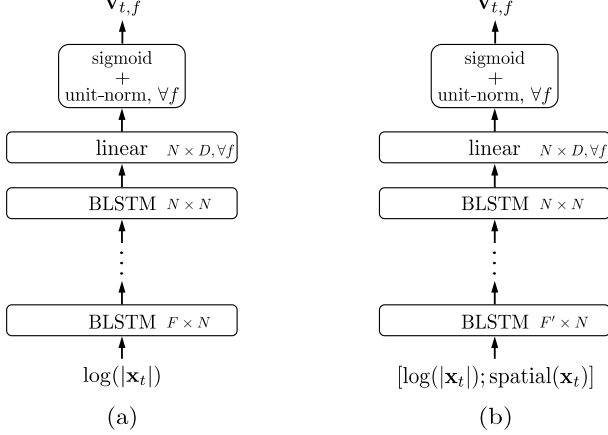 v_{t,f}
sigmoid
+
unit-norm, ∀f
linear N × D, ∀f
BLSTM N × N
⋮
BLSTM F × N
log(|x_t|)
(a)
v_{t,f}
sigmoid
+
unit-norm, ∀f
linear N × D, ∀f
BLSTM N × N
⋮
BLSTM F′ × N
[log(|x_t|); spatial(x_t)]
(b)